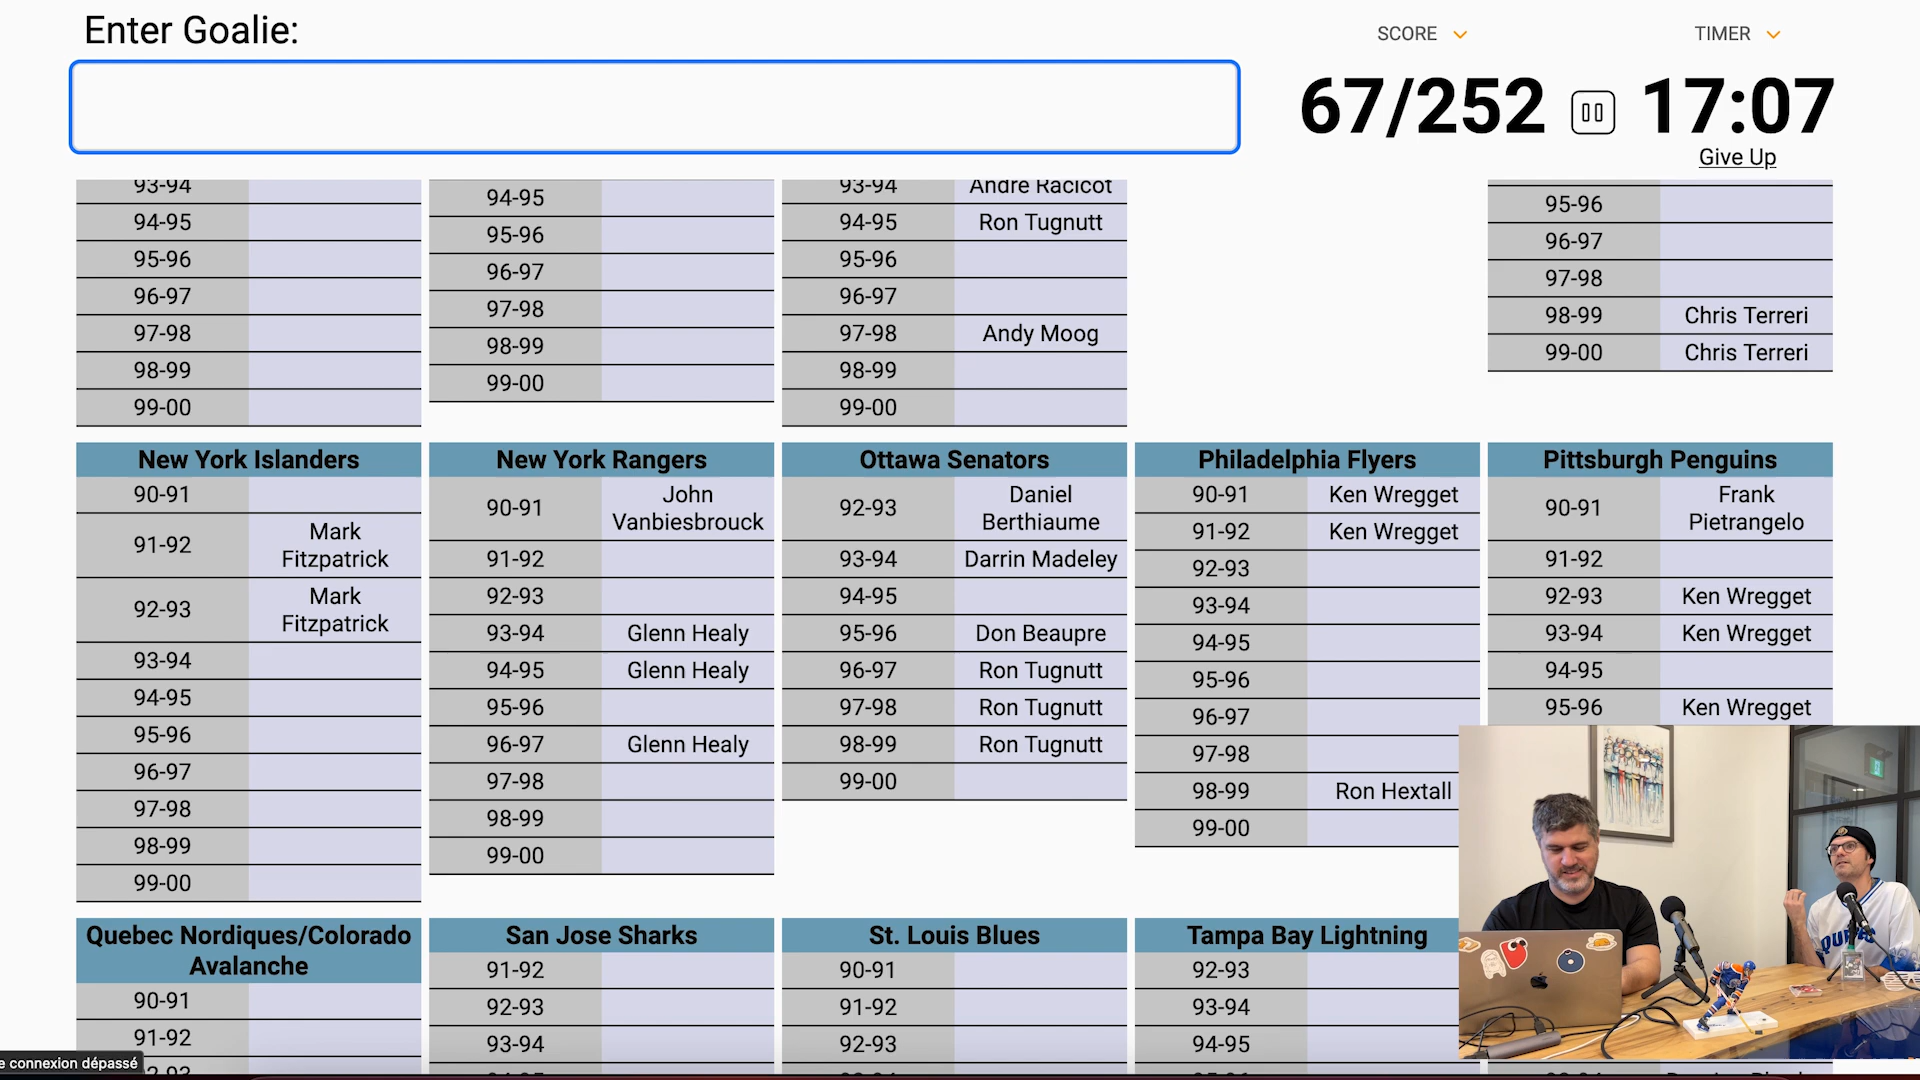 Enter Goalie:
SCORE
TIMER
67/252
17:07
Give Up
93-94
94-95
95-96
96-97
97-98
98-99
99-00
94-95
95-96
96-97
97-98
98-99
99-00
93-94 Andre Racicot
94-95 Ron Tugnutt
95-96
96-97
97-98 Andy Moog
98-99
99-00
95-96
96-97
97-98
98-99 Chris Terreri
99-00 Chris Terreri
New York Islanders
90-91
91-92 Mark
Fitzpatrick
92-93 Mark
Fitzpatrick
93-94
94-95
95-96
96-97
97-98
98-99
99-00
New York Rangers
90-91 John
Vanbiesbrouck
91-92
92-93
93-94 Glenn Healy
94-95 Glenn Healy
95-96
96-97 Glenn Healy
97-98
98-99
99-00
Ottawa Senators
92-93 Daniel
Berthiaume
93-94 Darrin Madeley
94-95
95-96 Don Beaupre
96-97 Ron Tugnutt
97-98 Ron Tugnutt
98-99 Ron Tugnutt
99-00
Philadelphia Flyers
90-91 Ken Wregget
91-92 Ken Wregget
92-93
93-94
94-95
95-96
96-97
97-98
98-99 Ron Hextall
99-00
Pittsburgh Penguins
90-91 Frank
Pietrangelo
91-92
92-93 Ken Wregget
93-94 Ken Wregget
94-95
95-96 Ken Wregget
Quebec Nordiques/Colorado
Avalanche
90-91
91-92
San Jose Sharks
91-92
92-93
93-94
St. Louis Blues
90-91
91-92
92-93
Tampa Bay Lightning
92-93
93-94
94-95
e connexion dépassé